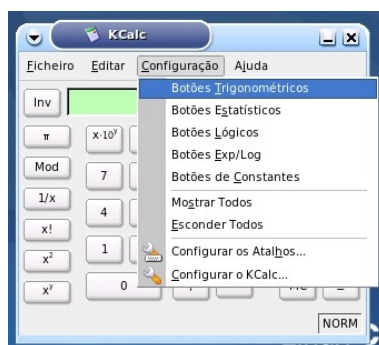 KCalc
Ficheiro Editar Configuração Ajuda
Inv
Botões Trigonométricos
Botões Estatísticos
π x·10^y
Botões Lógicos
Botões Exp/Log
Mod 7
Botões de Constantes
1/x
Mostrar Todos
4
Esconder Todos
x!
x² 1
Configurar os Atalhos...
Configurar o KCalc...
x^y 0
NORM